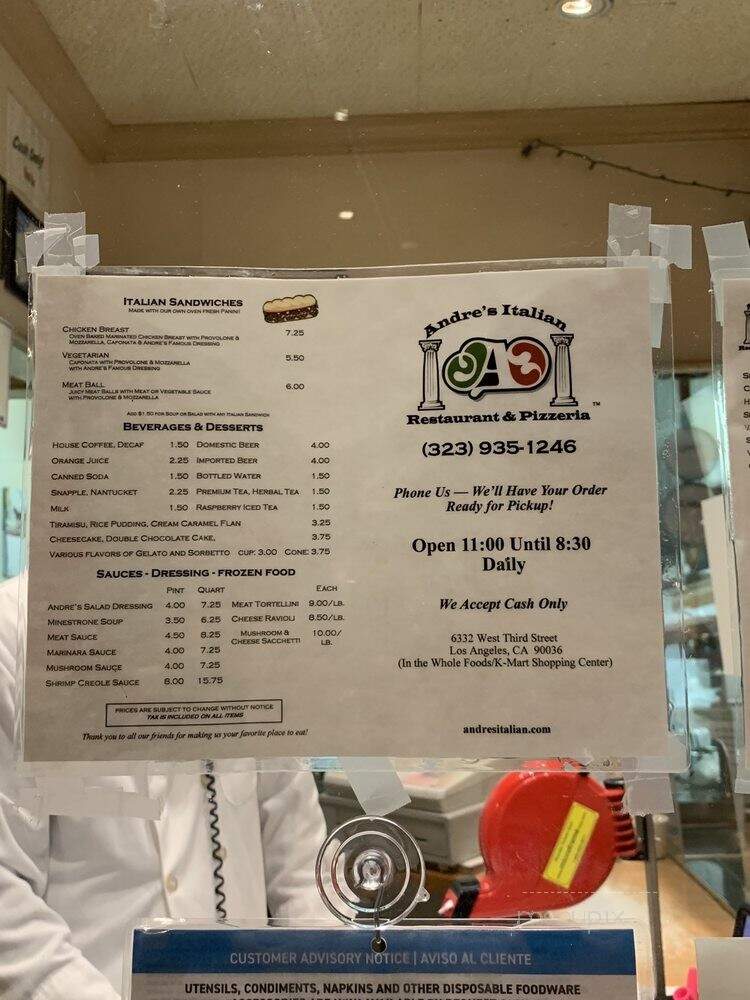 ITALIAN SANDWICHES
MADE WITH OUR OWN OVEN FRESH PANINI!
CHICKEN BREAST 7.25
OVEN BAKED MARINATED CHICKEN BREAST WITH PROVOLONE &
MOZZARELLA, CAPONATA & ANDRE'S FAMOUS DRESSING
VEGETARIAN 5.50
CAPONATA WITH PROVOLONE & MOZZARELLA
WITH ANDRE'S FAMOUS DRESSING
MEAT BALL 6.00
JUICY MEAT BALLS WITH MEAT OR VEGETABLE SAUCE
WITH PROVOLONE & MOZZARELLA
ADD $1.50 FOR SOUP OR SALAD WITH ANY ITALIAN SANDWICH
BEVERAGES & DESSERTS
HOUSE COFFEE, DECAF 1.50 DOMESTIC BEER 4.00
ORANGE JUICE 2.25 IMPORTED BEER 4.00
CANNED SODA 1.50 BOTTLED WATER 1.50
SNAPPLE, NANTUCKET 2.25 PREMIUM TEA, HERBAL TEA 1.50
MILK 1.50 RASPBERRY ICED TEA 1.50
TIRAMISU, RICE PUDDING, CREAM CARAMEL FLAN 3.25
CHEESECAKE, DOUBLE CHOCOLATE CAKE, 3.75
VARIOUS FLAVORS OF GELATO AND SORBETTO CUP: 3.00 CONE: 3.75
SAUCES - DRESSING - FROZEN FOOD
PINT QUART EACH
ANDRE'S SALAD DRESSING 4.00 7.25 MEAT TORTELLINI 9.00/LB.
MINESTRONE SOUP 3.50 6.25 CHEESE RAVIOLI 8.50/LB.
MEAT SAUCE 4.50 8.25 MUSHROOM & 10.00/
CHEESE SACCHETTI LB.
MARINARA SAUCE 4.00 7.25
MUSHROOM SAUCE 4.00 7.25
SHRIMP CREOLE SAUCE 8.00 15.75
PRICES ARE SUBJECT TO CHANGE WITHOUT NOTICE
TAX IS INCLUDED ON ALL ITEMS
Thank you to all our friends for making us your favorite place to eat!
Andre's Italian
A
Restaurant & Pizzeria
TM
(323) 935-1246
Phone Us — We'll Have Your Order
Ready for Pickup!
Open 11:00 Until 8:30
Daily
We Accept Cash Only
6332 West Third Street
Los Angeles, CA 90036
(In the Whole Foods/K-Mart Shopping Center)
andresitalian.com
CUSTOMER ADVISORY NOTICE | AVISO AL CLIENTE
UTENSILS, CONDIMENTS, NAPKINS AND OTHER DISPOSABLE FOODWARE